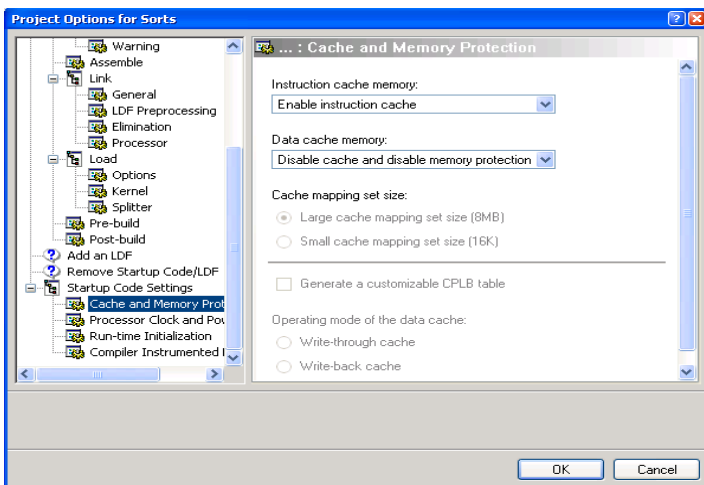 Project Options for Sorts
Warning
Assemble
Link
General
LDF Preprocessing
Elimination
Processor
Load
Options
Kernel
Splitter
Pre-build
Post-build
Add an LDF
Remove Startup Code/LDF
Startup Code Settings
Cache and Memory Prot
Processor Clock and Pov
Run-time Initialization
Compiler Instrumented
... : Cache and Memory Protection
Instruction cache memory:
Enable instruction cache
Data cache memory:
Disable cache and disable memory protection
Cache mapping set size:
Large cache mapping set size (8MB)
Small cache mapping set size (16K)
Generate a customizable CPLB table
Operating mode of the data cache:
Write-through cache
Write-back cache
OK
Cancel